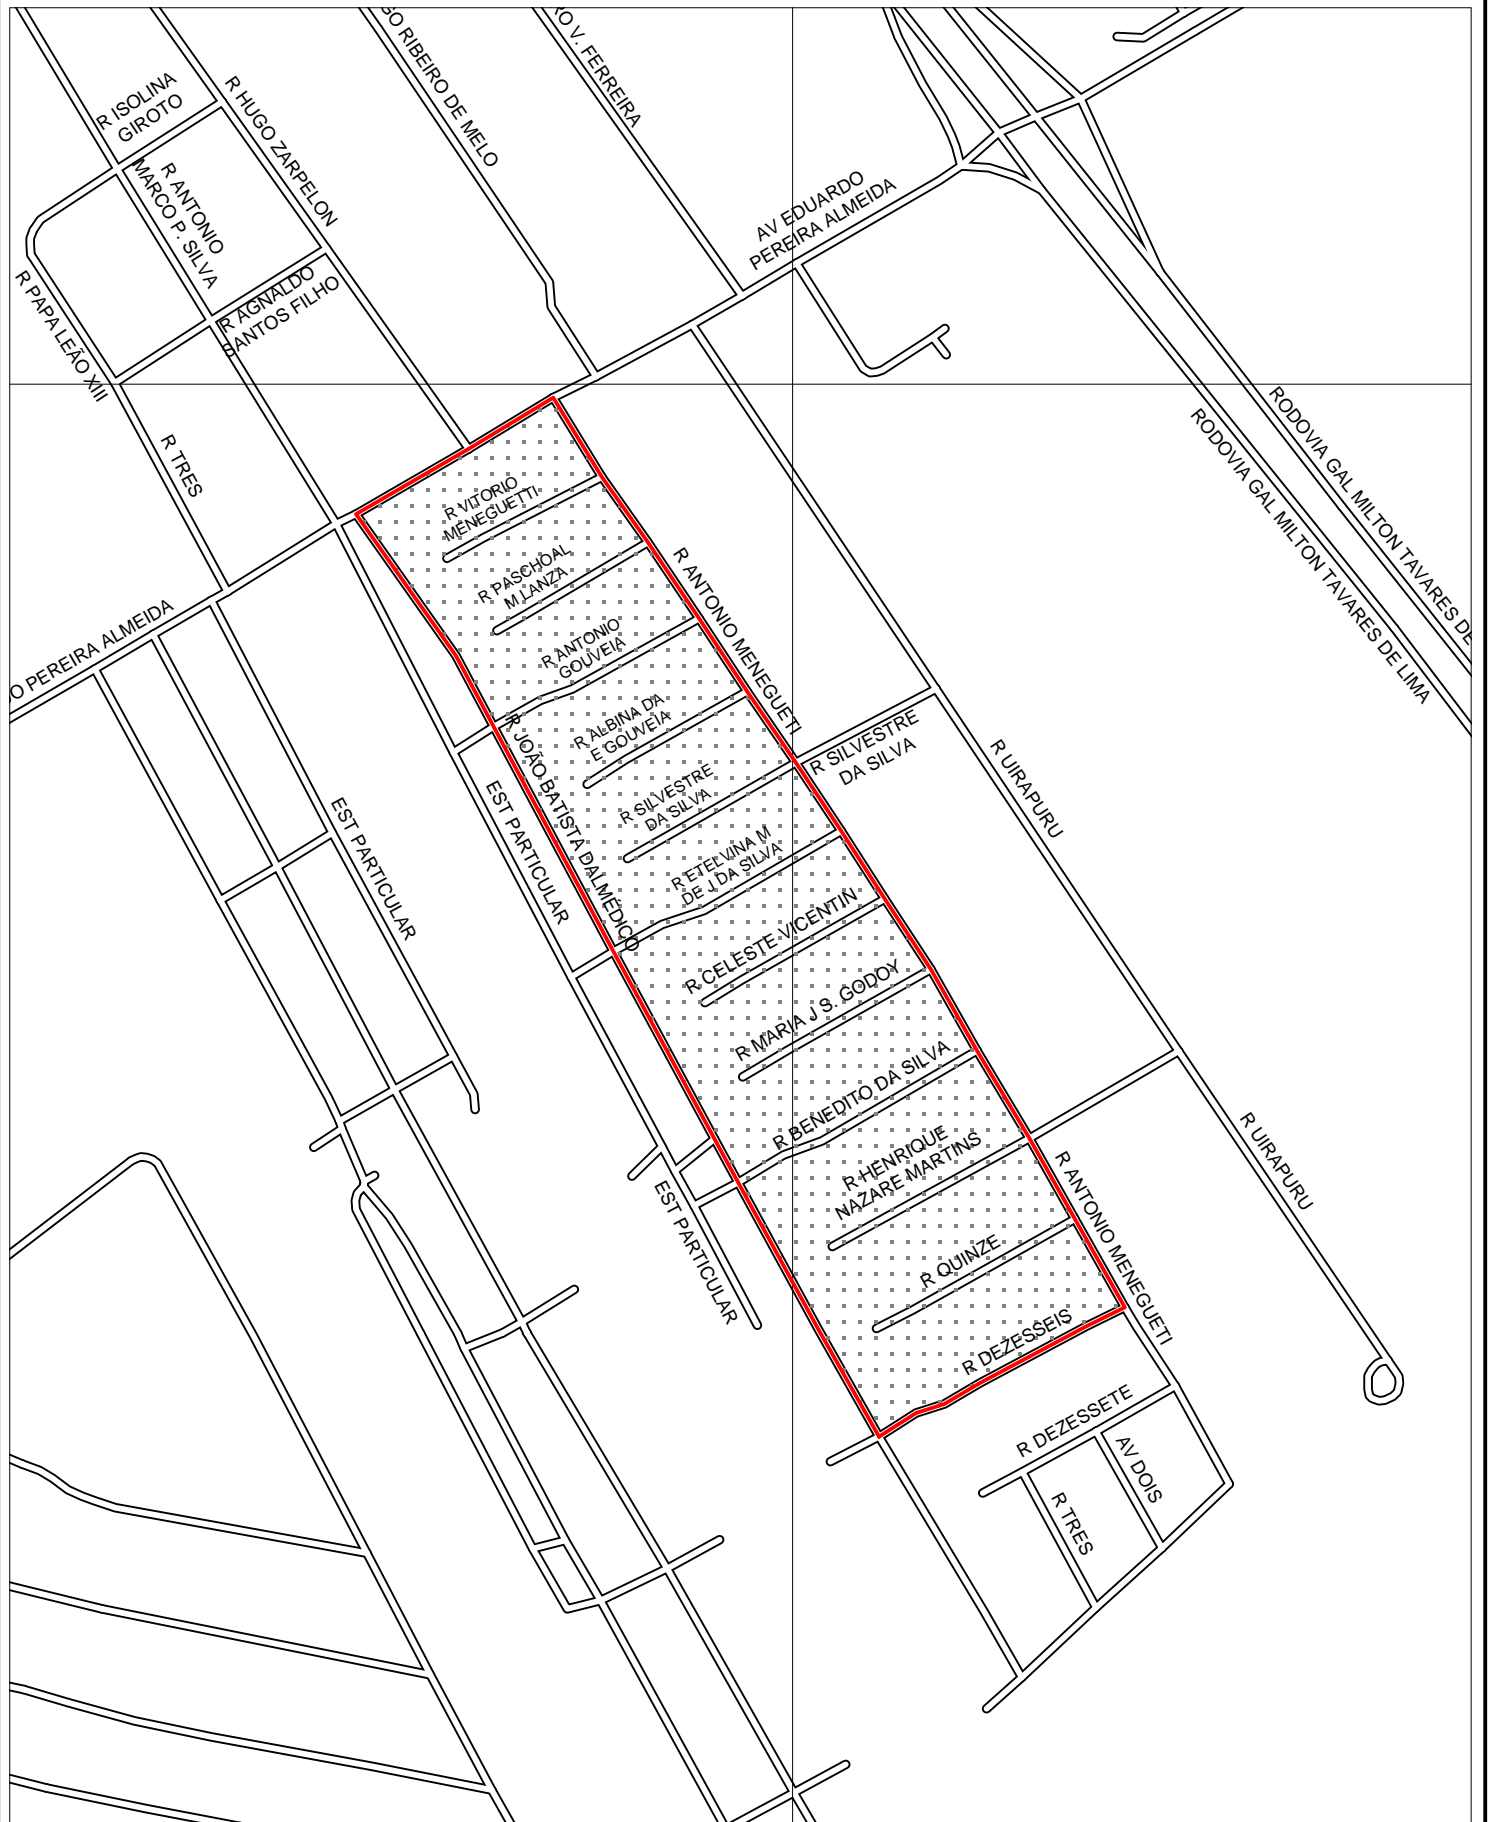 R ISOLINA
GIROTO
R HUGO ZARPELON
GO RIBEIRO DE MELO
RO V. FERREIRA
R ANTONIO
MARCO P. SILVA
AV EDUARDO
PEREIRA ALMEIDA
R PAPA LEÃO XIII
R AGNALDO
SANTOS FILHO
R TRES
RODOVIA GAL MILTON TAVARES DE
RODOVIA GAL MILTON TAVARES DE LIMA
R VITORIO
MENEGUETTI
R PASCHOAL
M LANZA
R ANTONIO MENEGUETI
DO PEREIRA ALMEIDA
R ANTONIO
GOUVEIA
R ALBINA DA
E GOUVEIA
R SILVESTRE
DA SILVA
R JOÃO BATISTA DALMÉDICO
R SILVESTRE
DA SILVA
R UIRAPURU
EST PARTICULAR
EST PARTICULAR
R ETELVINA M
DE J DA SILVA
R CELESTE VICENTIN
R MARIA J S. GODOY
R BENEDITO DA SILVA
R HENRIQUE
NAZARE MARTINS
R UIRAPURU
EST PARTICULAR
R ANTONIO MENEGUETI
R QUINZE
R DEZESSEIS
R DEZESSETE
AV DOIS
R TRES